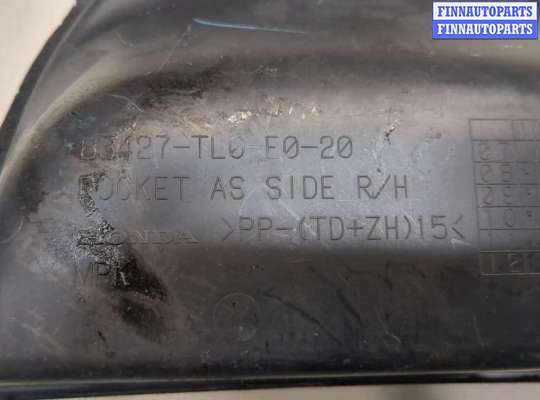 FINNAUTOPARTS
FINNAUTOPARTS
83427-TL0 E0-20
POCKET AS SIDE R/H
HONDA >PP-(TD+ZH)15<